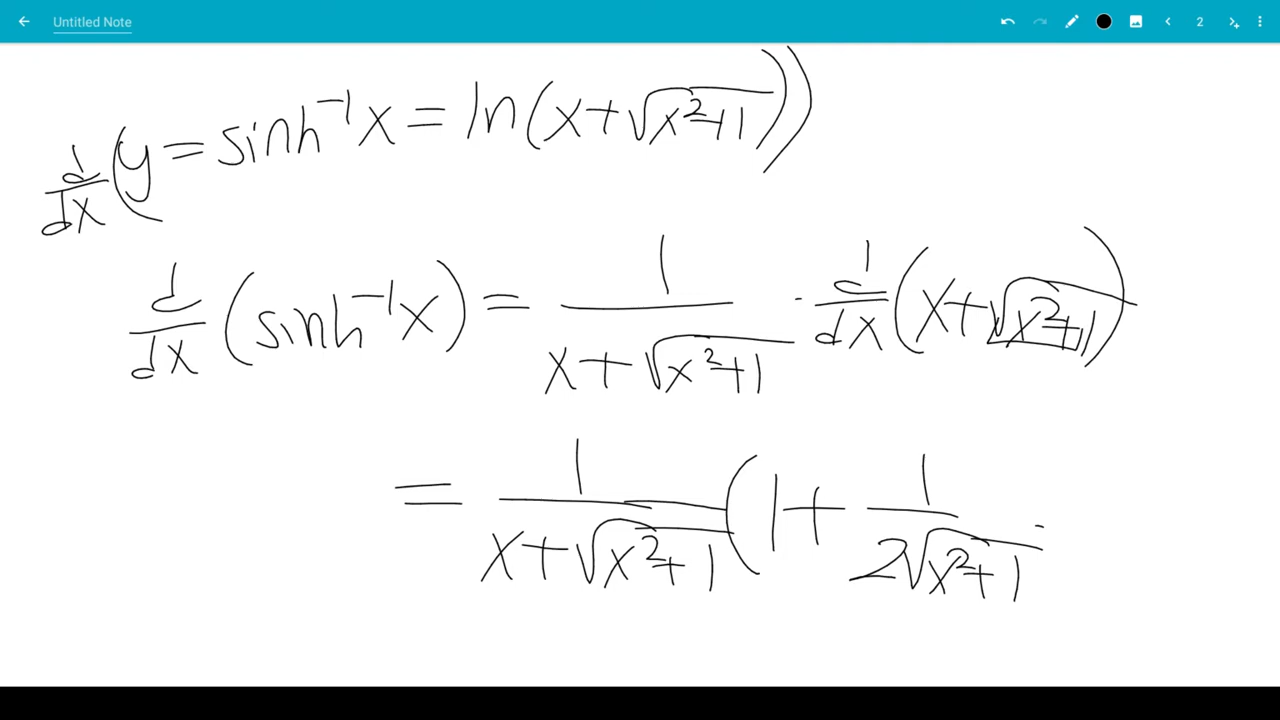 Untitled Note
2
d/dx (y = sinh⁻¹x = ln(x+√(x²+1)))
d/dx (sinh⁻¹x) = 1/(x+√(x²+1)) · d/dx (x+√(x²+1))
= 1/(x+√(x²+1)) (1 + 1/(2√(x²+1)) ·